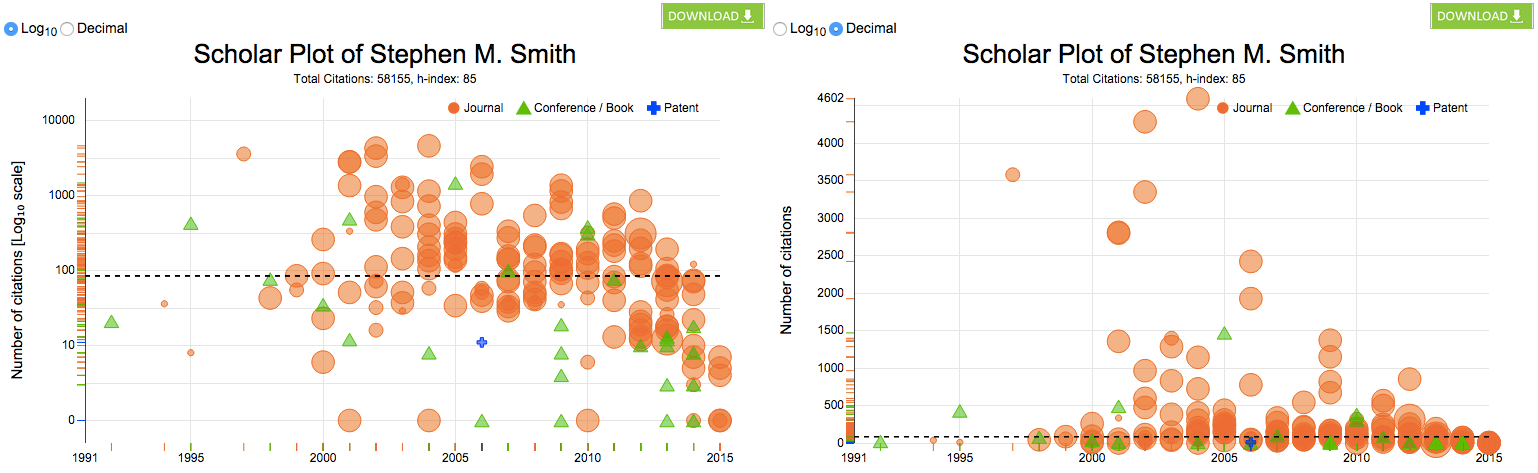 DOWNLOAD
Log10 Decimal
Scholar Plot of Stephen M. Smith
Total Citations: 58155, h-index: 85
Journal Conference / Book Patent
Number of citations [Log10 scale]
10000
1000
100
10
0
1991 1995 2000 2005 2010 2015
DOWNLOAD
Log10 Decimal
Scholar Plot of Stephen M. Smith
Total Citations: 58155, h-index: 85
Journal Conference / Book Patent
Number of citations
4602
4000
3500
3000
2500
2000
1500
1000
500
0
1991 1995 2000 2005 2010 2015